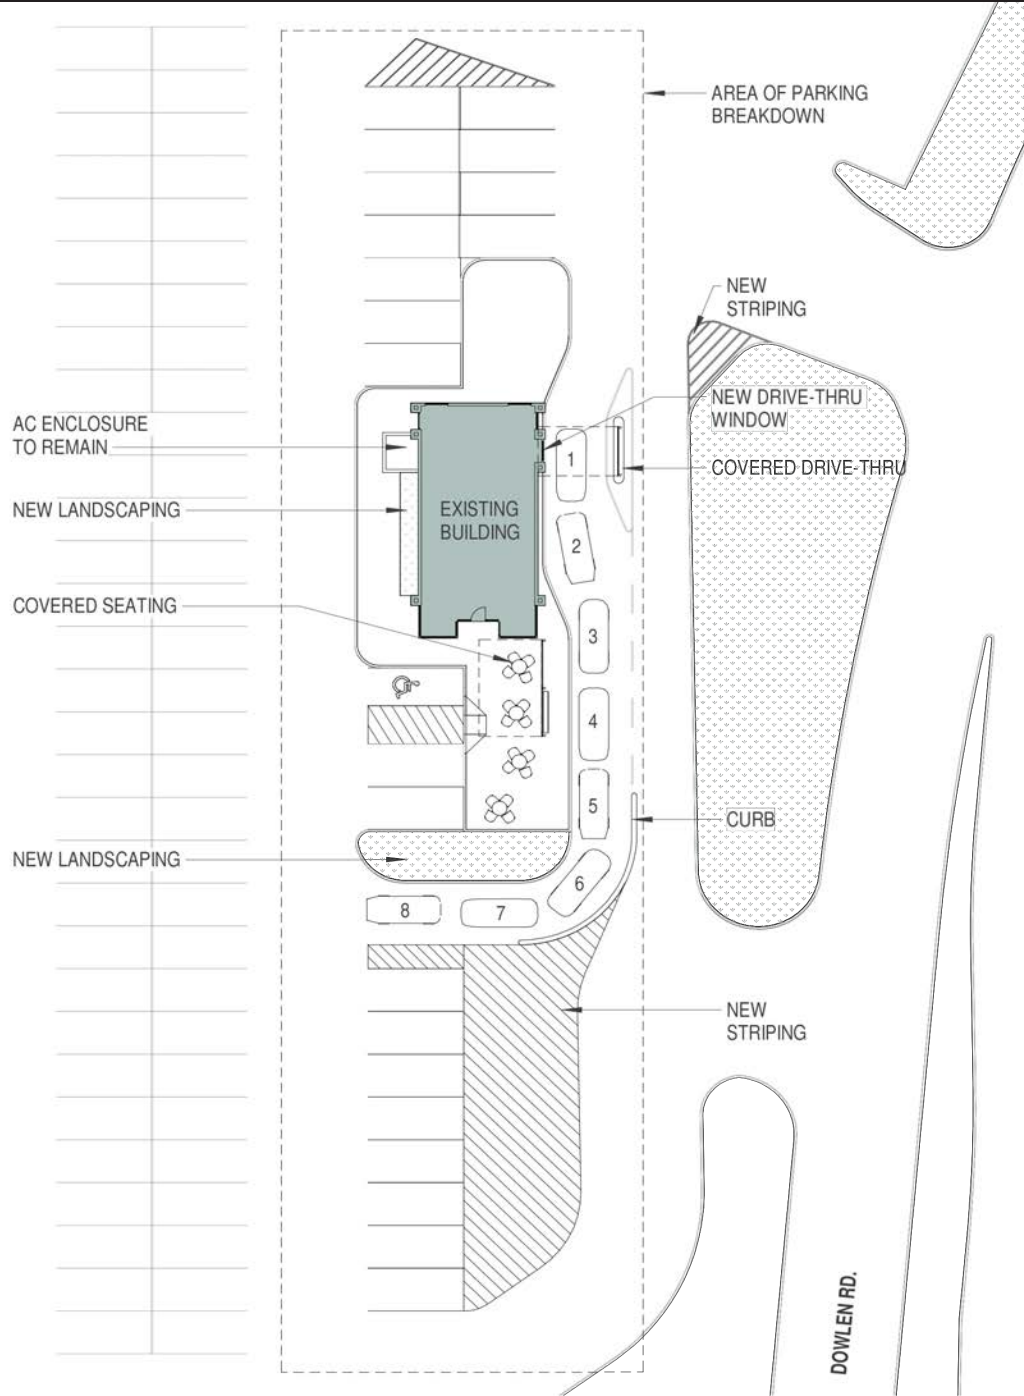 AREA OF PARKING
BREAKDOWN
NEW
STRIPING
NEW DRIVE-THRU
WINDOW
AC ENCLOSURE
TO REMAIN
1
COVERED DRIVE-THRU
NEW LANDSCAPING
EXISTING
BUILDING
2
COVERED SEATING
3
4
5
CURB
NEW LANDSCAPING
6
8
7
NEW
STRIPING
DOWLEN RD.